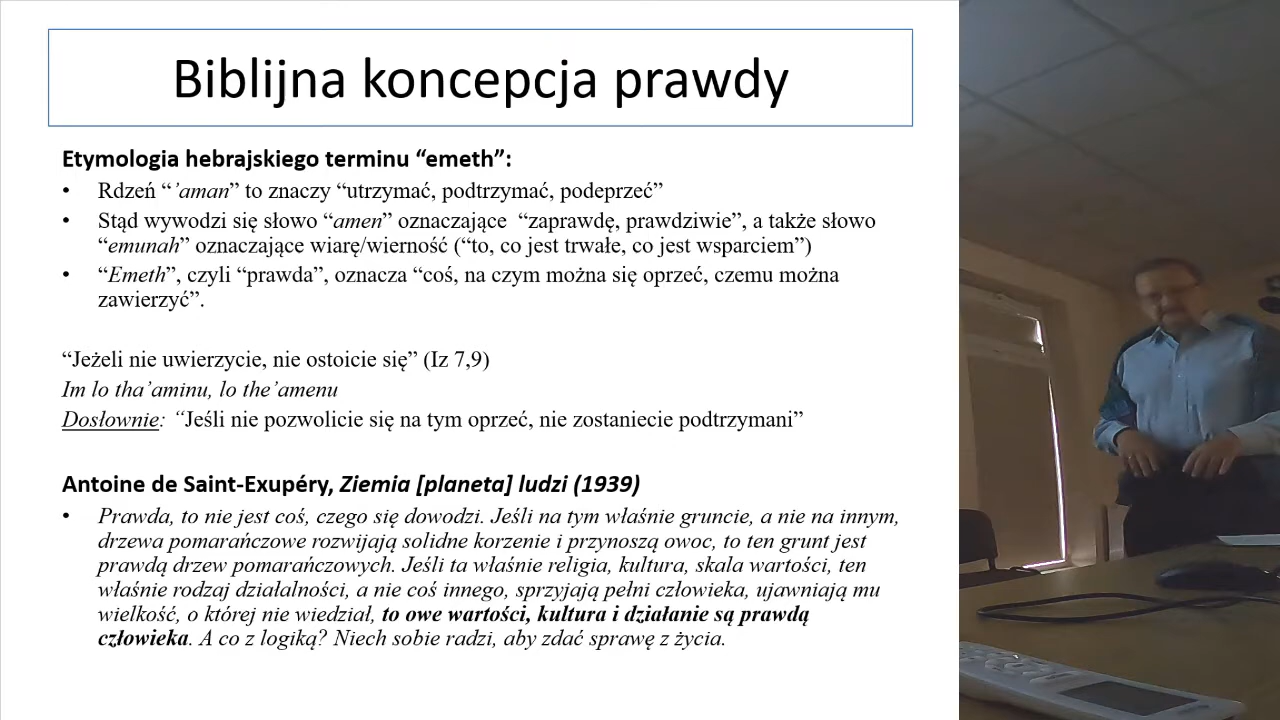 Biblijna koncepcja prawdy
Etymologia hebrajskiego terminu “emeth”:
• Rdzeń “’aman” to znaczy “utrzymać, podtrzymać, podeprzeć”
• Stąd wywodzi się słowo “amen” oznaczające “zaprawdę, prawdziwie”, a także słowo
“emunah” oznaczające wiarę/wierność (“to, co jest trwałe, co jest wsparciem”)
• “Emeth”, czyli “prawda”, oznacza “coś, na czym można się oprzeć, czemu można
zawierzyć”.
“Jeżeli nie uwierzycie, nie ostoicie się” (Iz 7,9)
Im lo tha’aminu, lo the’amenu
Dosłownie: “Jeśli nie pozwolicie się na tym oprzeć, nie zostaniecie podtrzymani”
Antoine de Saint-Exupéry, Ziemia [planeta] ludzi (1939)
• Prawda, to nie jest coś, czego się dowodzi. Jeśli na tym właśnie gruncie, a nie na innym,
drzewa pomarańczowe rozwijają solidne korzenie i przynoszą owoc, to ten grunt jest
prawdą drzew pomarańczowych. Jeśli ta właśnie religia, kultura, skala wartości, ten
właśnie rodzaj działalności, a nie coś innego, sprzyjają pełni człowieka, ujawniają mu
wielkość, o której nie wiedział, to owe wartości, kultura i działanie są prawdą
człowieka. A co z logiką? Niech sobie radzi, aby zdać sprawę z życia.